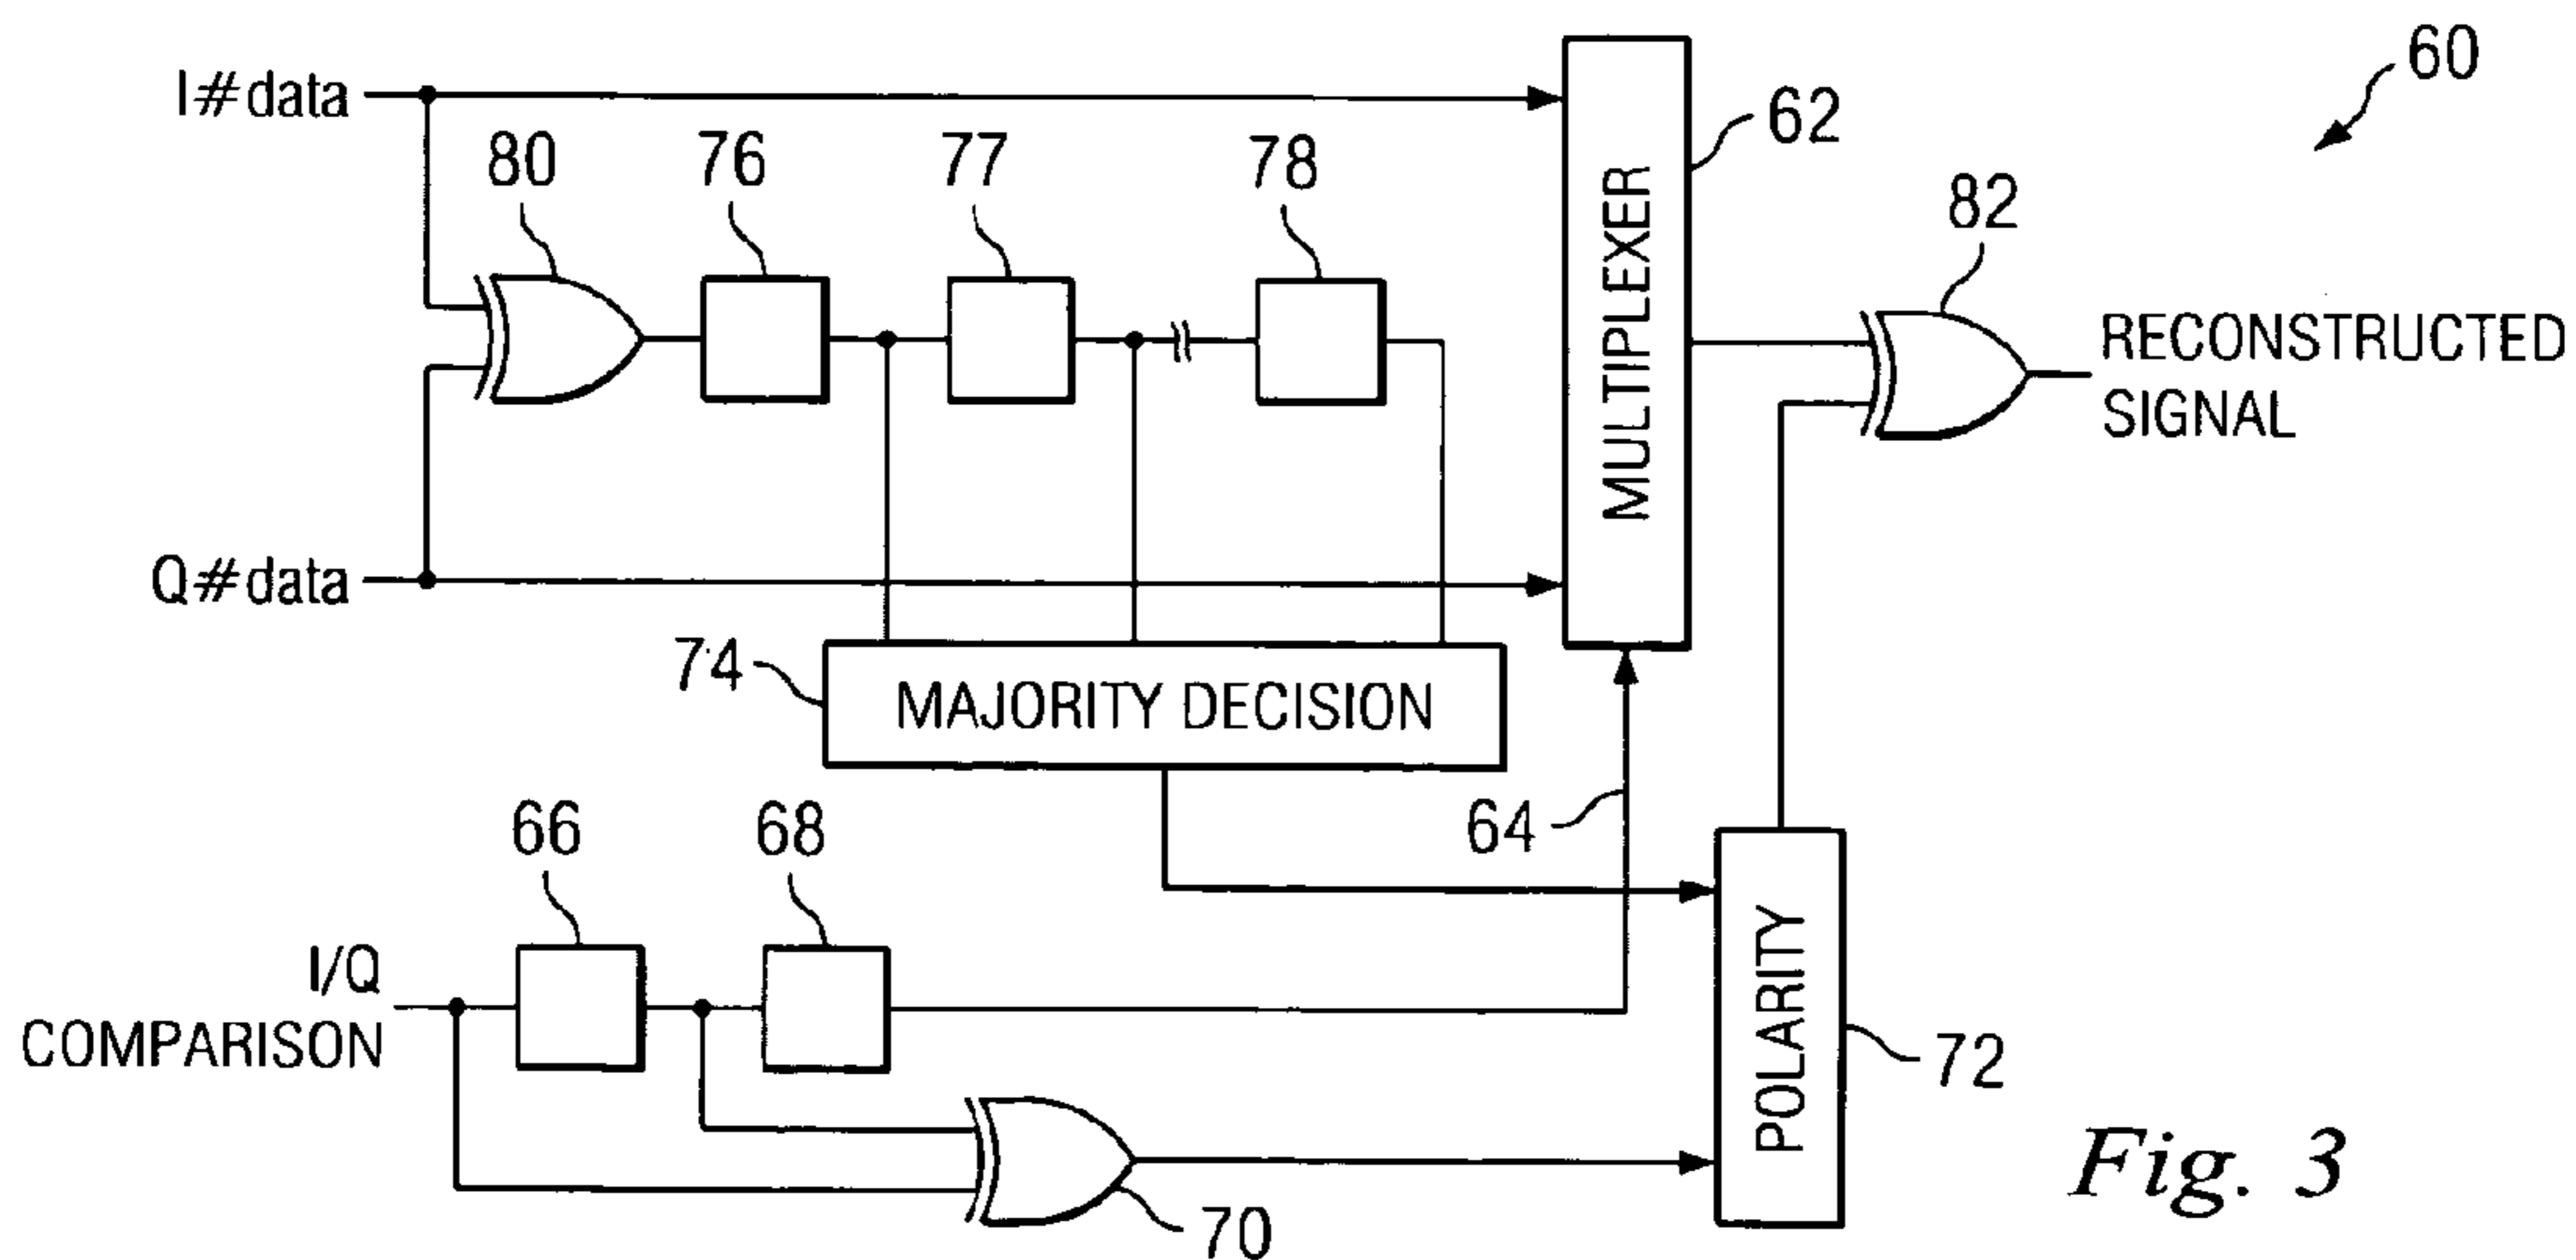 60
I#data
80
76
77
78
62
MULTIPLEXER
82
RECONSTRUCTED
SIGNAL
Q#data
74
MAJORITY DECISION
64
66
68
I/Q
COMPARISON
POLARITY
72
70
Fig. 3